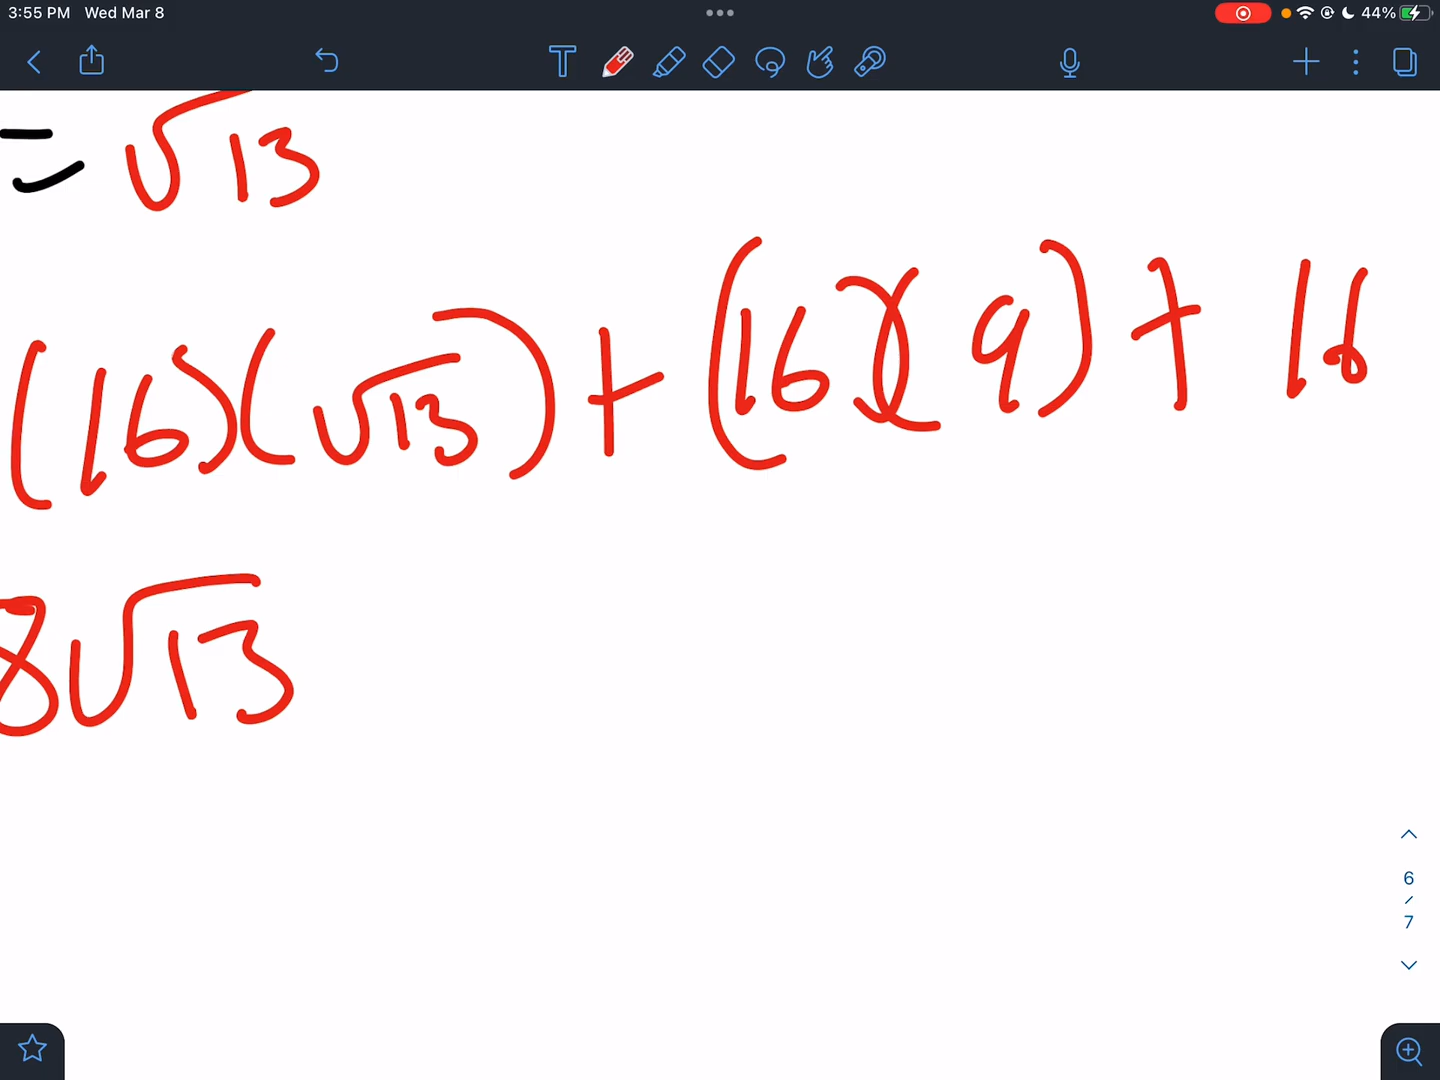 3:55 PM Wed Mar 8 44%
= √13
(16)(√13) + (16)(9) + 16
8√13
6
/
7